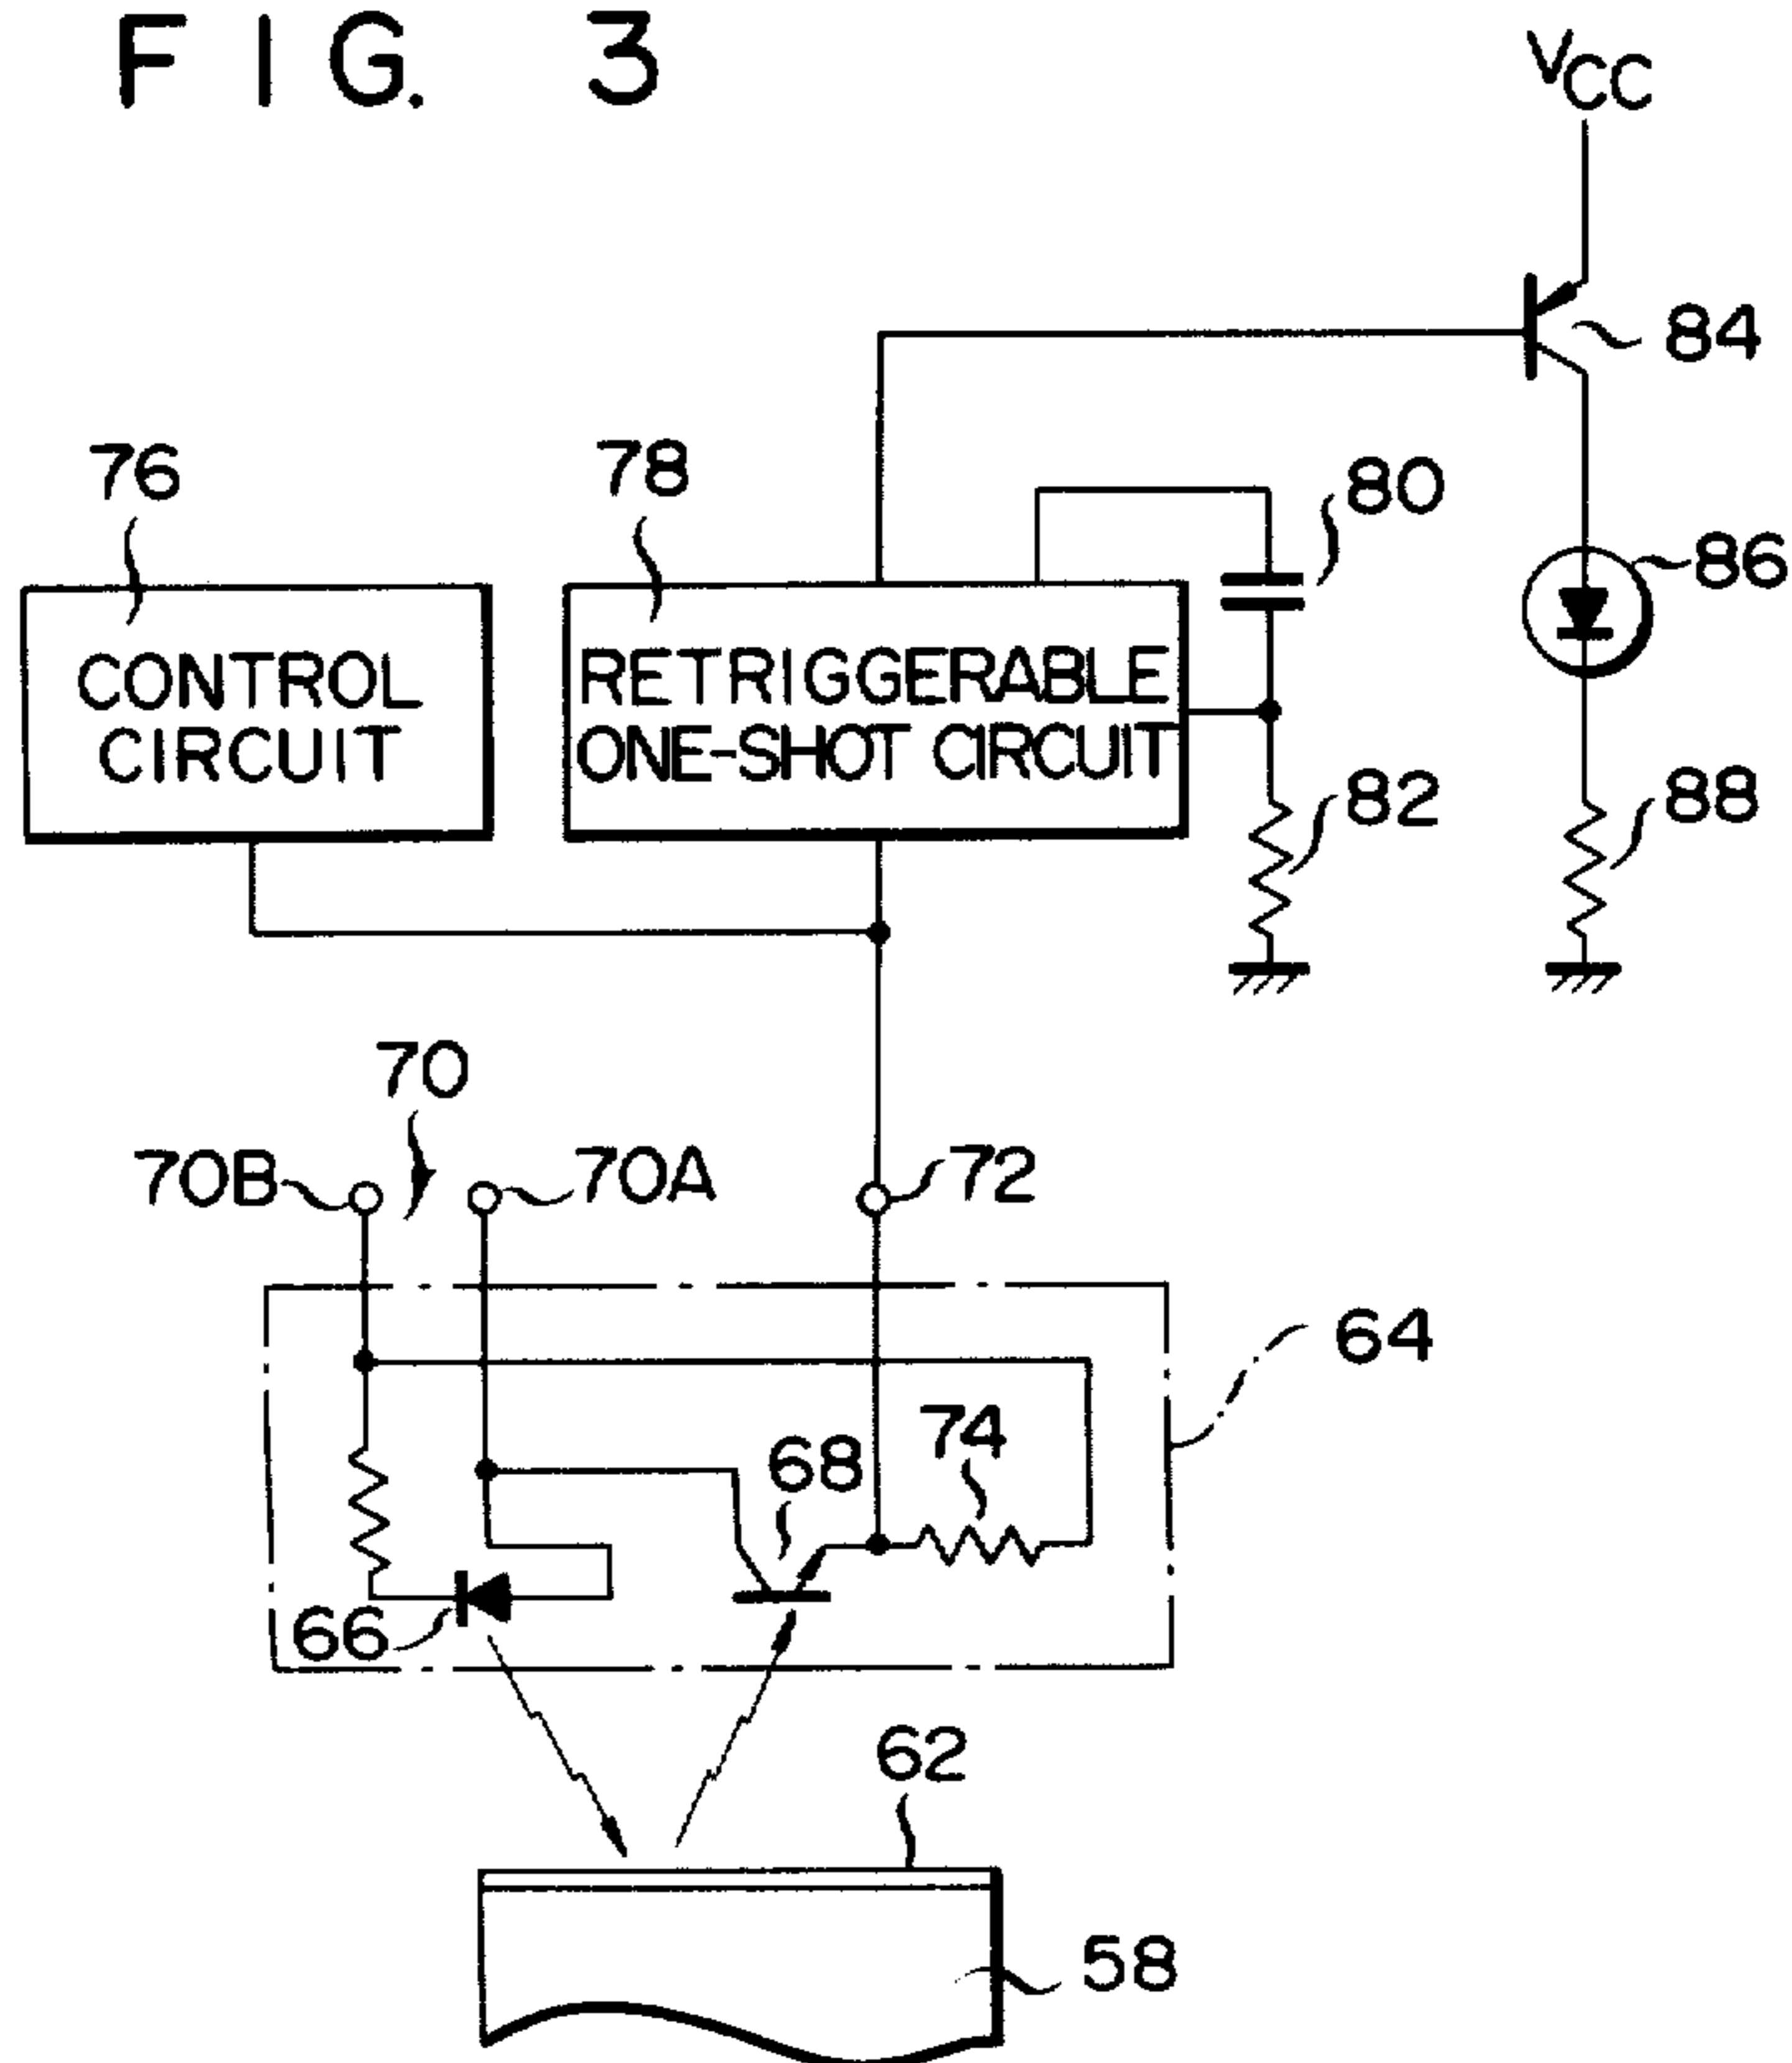 FIG. 3
VCC
84
76
78
80
86
CONTROL
CIRCUIT
RETRIGGERABLE
ONE-SHOT CIRCUIT
82
88
70
70B
70A
72
64
74
68
66
62
58